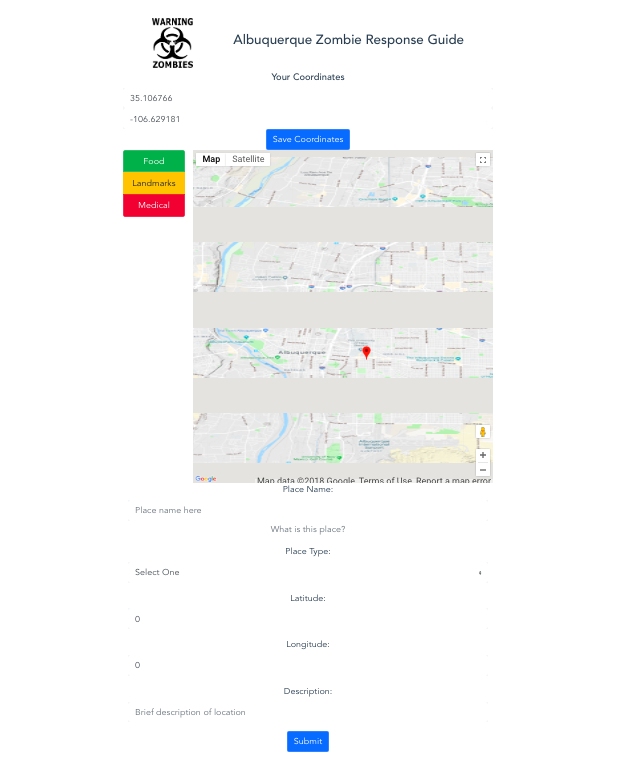 WARNING
ZOMBIES
Albuquerque Zombie Response Guide
Your Coordinates
35.106766
-106.629181
Save Coordinates
Food
Landmarks
Medical
Map Satellite
Albuquerque
Google
Map data ©2018 Google Terms of Use Report a map error
Place Name:
Place name here
What is this place?
Place Type:
Select One
Latitude:
0
Longitude:
0
Description:
Brief description of location
Submit